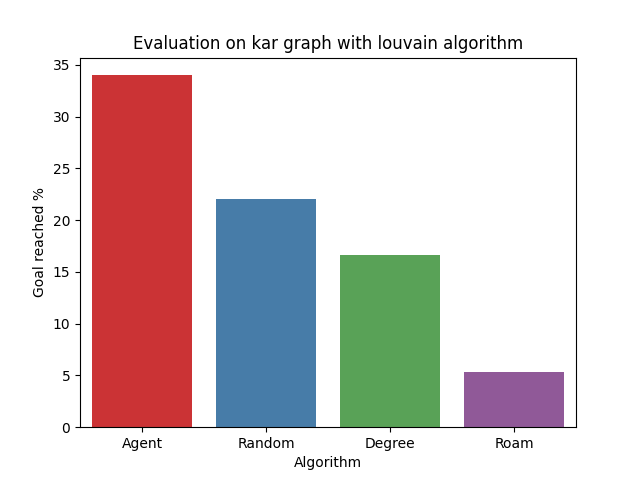 Evaluation on kar graph with louvain algorithm
35
30
25
20
15
10
5
0
Goal reached %
Agent Random Degree Roam
Algorithm